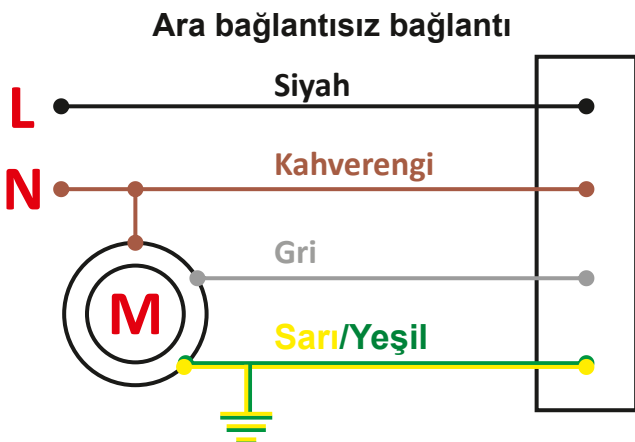 Ara bağlantısız bağlantı
Siyah
L
Kahverengi
N
Gri
M
Sarı/Yeşil